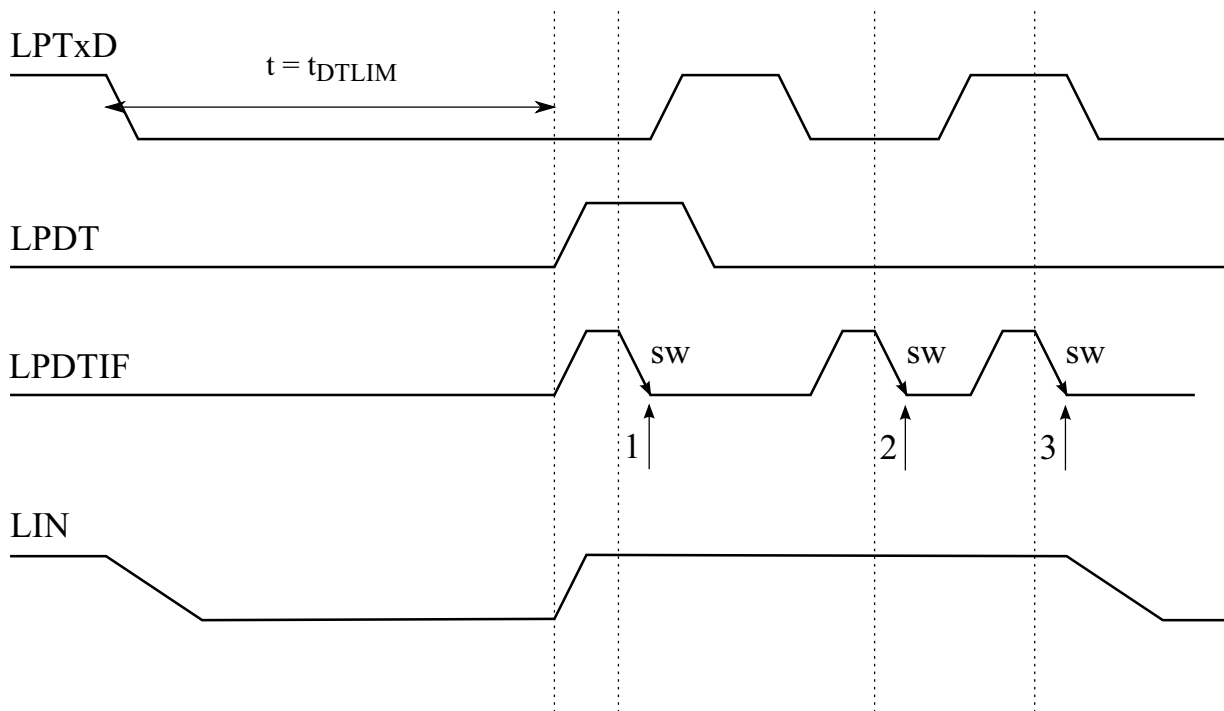 LPTxD
t = tDTLIM
LPDT
LPDTIF
sw
sw
sw
1
2
3
LIN